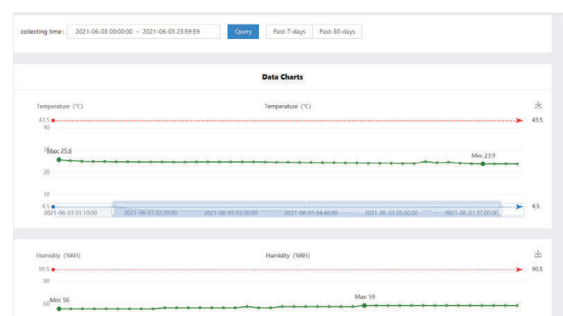 collecting time : 2021-06-03 00:00:00 ~ 2021-06-03 23:59:59 Query Past-7-days Past-30-days
Data Charts
Temperature (°C) Temperature (°C)
43.5 43.5
40
30 Max: 25.8 Min: 23.9
20
10
4.5 4.5
2021-06-03 01:10:00 2021-06-03 02:20:00 2021-06-03 03:30:00 2021-06-03 04:40:00 2021-06-03 05:50:00 2021-06-03 07:00:00
Humidity (%RH) Humidity (%RH)
90.5 90.5
90
60 Min: 56 Max: 59